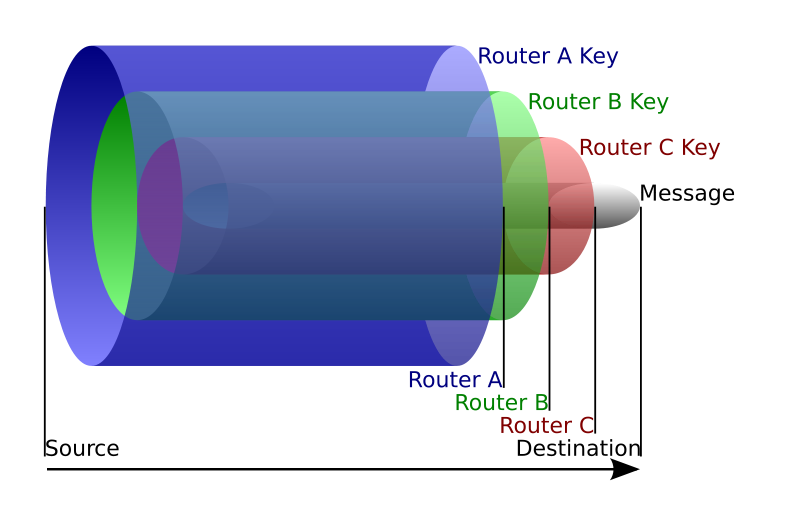 Router A Key
Router B Key
Router C Key
Message
Router A
Router B
Router C
Source
Destination